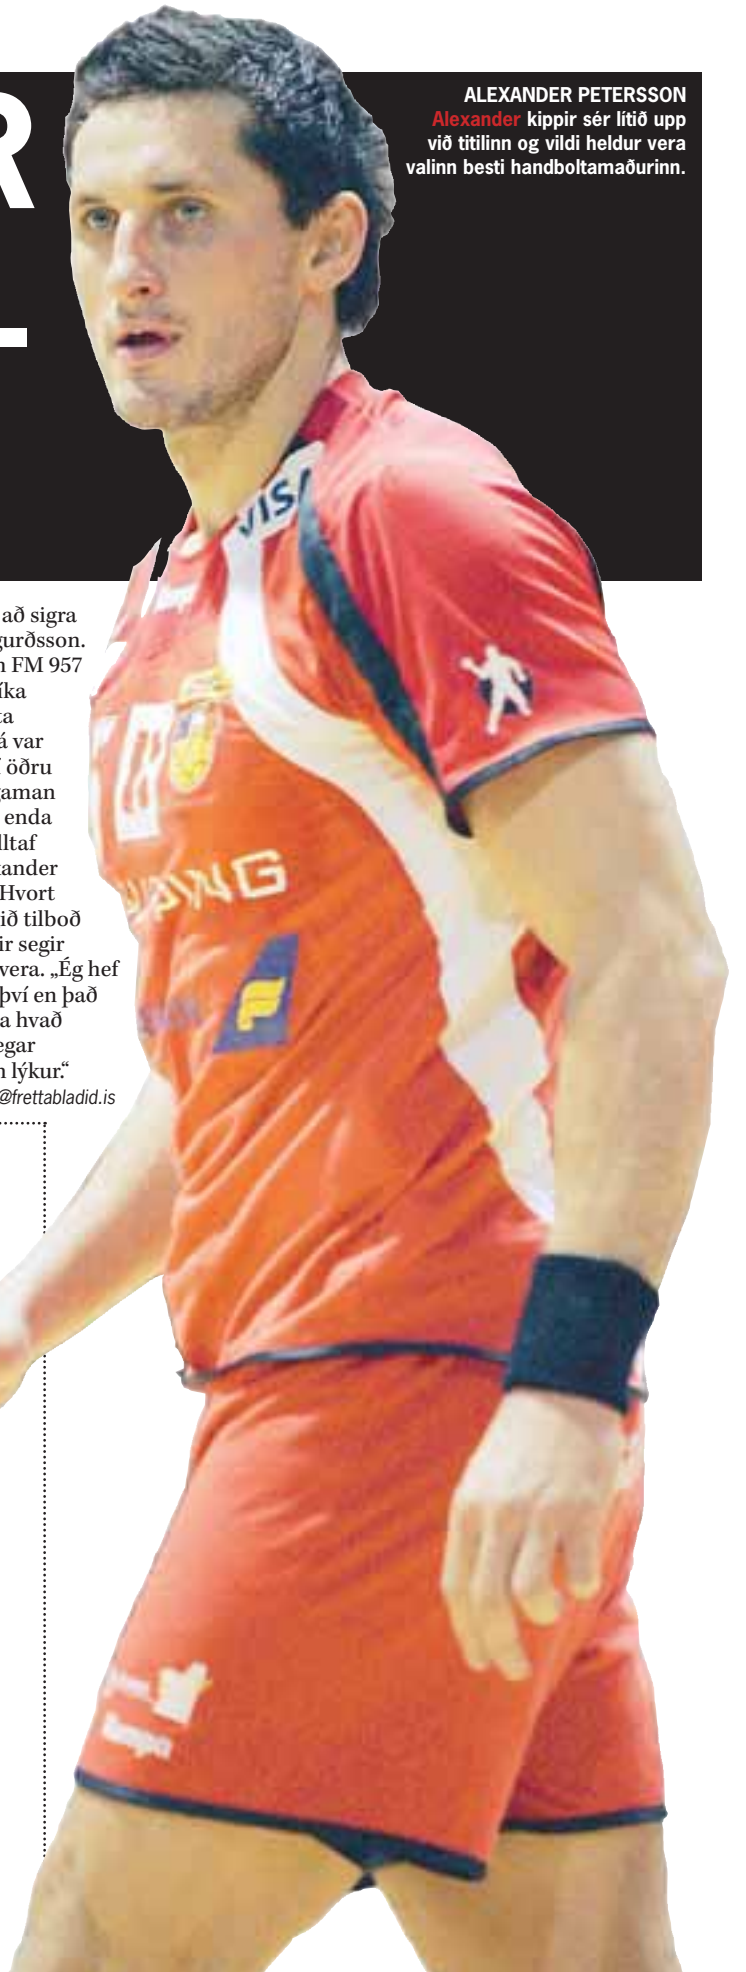 R
ALEXANDER PETERSSON
Alexander kippir sér lítið upp
við titilinn og vildi heldur vera
valinn besti handboltamaðurinn.
VISA
að sigra
gurðsson.
FM 957
íka
ta
á var
öðru
gaman
enda
lltaf
ander
Hvort
ið tilboð
ir segir
vera. „Ég hef
því en það
a hvað
egar
lýkur.“
@frettabladid.is